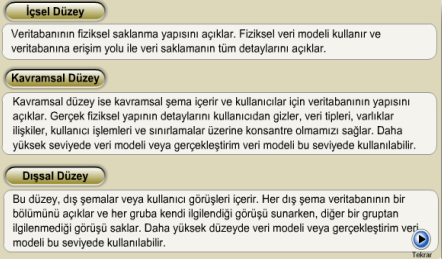 İçsel Düzey
Veritabanının fiziksel saklanma yapısını açıklar. Fiziksel veri modeli kullanır ve
veritabanına erişim yolu ile veri saklamanın tüm detaylarını açıklar.
Kavramsal Düzey
Kavramsal düzey ise kavramsal şema içerir ve kullanıcılar için veritabanının yapısını
açıklar. Gerçek fiziksel yapının detaylarını kullanıcıdan gizler, veri tipleri, varlıklar
ilişkiler, kullanıcı işlemleri ve sınırlamalar üzerine konsantre olmamızı sağlar. Daha
yüksek seviyede veri modeli veya gerçekleştirim veri modeli bu seviyede kullanılabilir.
Dışsal Düzey
Bu düzey, dış şemalar veya kullanıcı görüşleri içerir. Her dış şema veritabanının bir
bölümünü açıklar ve her gruba kendi ilgilendiği görüşü sunarken, diğer bir gruptan
ilgilenmediği görüşü saklar. Daha yüksek düzeyde veri modeli veya gerçekleştirim veri
modeli bu seviyede kullanılabilir.
Tekrar